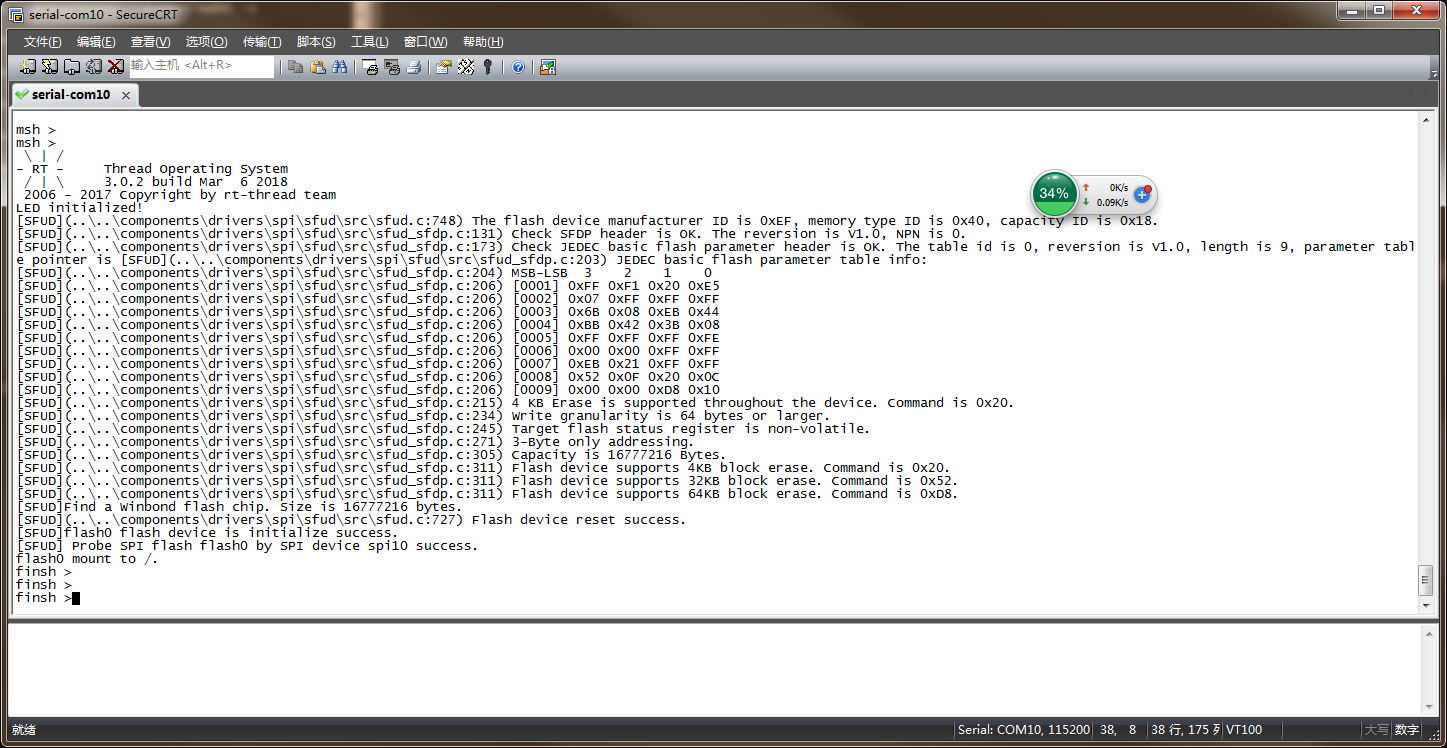 serial-com10 - SecureCRT
文件(F) 编辑(E) 查看(V) 选项(O) 传输(T) 脚本(S) 工具(L) 窗口(W) 帮助(H)
输入主机 <Alt+R>
serial-com10
msh >
msh >
\ | /
- RT -     Thread Operating System
/ | \     3.0.2 build Mar  6 2018
2006 - 2017 Copyright by rt-thread team
LED initialized!
[SFUD](..\..\components\drivers\spi\sfud\src\sfud.c:748) The flash device manufacturer ID is 0xEF, memory type ID is 0x40, capacity ID is 0x18.
[SFUD](..\..\components\drivers\spi\sfud\src\sfud_sfdp.c:131) Check SFDP header is OK. The reversion is V1.0, NPN is 0.
[SFUD](..\..\components\drivers\spi\sfud\src\sfud_sfdp.c:173) Check JEDEC basic flash parameter header is OK. The table id is 0, reversion is V1.0, length is 9, parameter tabl
e pointer is [SFUD](..\..\components\drivers\spi\sfud\src\sfud_sfdp.c:203) JEDEC basic flash parameter table info:
[SFUD](..\..\components\drivers\spi\sfud\src\sfud_sfdp.c:204) MSB-LSB  3    2    1    0
[SFUD](..\..\components\drivers\spi\sfud\src\sfud_sfdp.c:206) [0001] 0xFF 0xF1 0x20 0xE5
[SFUD](..\..\components\drivers\spi\sfud\src\sfud_sfdp.c:206) [0002] 0x07 0xFF 0xFF 0xFF
[SFUD](..\..\components\drivers\spi\sfud\src\sfud_sfdp.c:206) [0003] 0x6B 0x08 0xEB 0x44
[SFUD](..\..\components\drivers\spi\sfud\src\sfud_sfdp.c:206) [0004] 0xBB 0x42 0x3B 0x08
[SFUD](..\..\components\drivers\spi\sfud\src\sfud_sfdp.c:206) [0005] 0xFF 0xFF 0xFF 0xFE
[SFUD](..\..\components\drivers\spi\sfud\src\sfud_sfdp.c:206) [0006] 0x00 0x00 0xFF 0xFF
[SFUD](..\..\components\drivers\spi\sfud\src\sfud_sfdp.c:206) [0007] 0xEB 0x21 0xFF 0xFF
[SFUD](..\..\components\drivers\spi\sfud\src\sfud_sfdp.c:206) [0008] 0x52 0x0F 0x20 0x0C
[SFUD](..\..\components\drivers\spi\sfud\src\sfud_sfdp.c:206) [0009] 0x00 0x00 0xD8 0x10
[SFUD](..\..\components\drivers\spi\sfud\src\sfud_sfdp.c:215) 4 KB Erase is supported throughout the device. Command is 0x20.
[SFUD](..\..\components\drivers\spi\sfud\src\sfud_sfdp.c:234) Write granularity is 64 bytes or larger.
[SFUD](..\..\components\drivers\spi\sfud\src\sfud_sfdp.c:245) Target flash status register is non-volatile.
[SFUD](..\..\components\drivers\spi\sfud\src\sfud_sfdp.c:271) 3-Byte only addressing.
[SFUD](..\..\components\drivers\spi\sfud\src\sfud_sfdp.c:305) Capacity is 16777216 Bytes.
[SFUD](..\..\components\drivers\spi\sfud\src\sfud_sfdp.c:311) Flash device supports 4KB block erase. Command is 0x20.
[SFUD](..\..\components\drivers\spi\sfud\src\sfud_sfdp.c:311) Flash device supports 32KB block erase. Command is 0x52.
[SFUD](..\..\components\drivers\spi\sfud\src\sfud_sfdp.c:311) Flash device supports 64KB block erase. Command is 0xD8.
[SFUD]Find a Winbond flash chip. Size is 16777216 bytes.
[SFUD](..\..\components\drivers\spi\sfud\src\sfud.c:727) Flash device reset success.
[SFUD]flash0 flash device is initialize success.
[SFUD] Probe SPI flash flash0 by SPI device spi10 success.
flash0 mount to /.
finsh >
finsh >
finsh >
34%
0K/s
0.09K/s
就绪 Serial: COM10, 115200 38, 8 38 行, 175 列 VT100 大写 数字